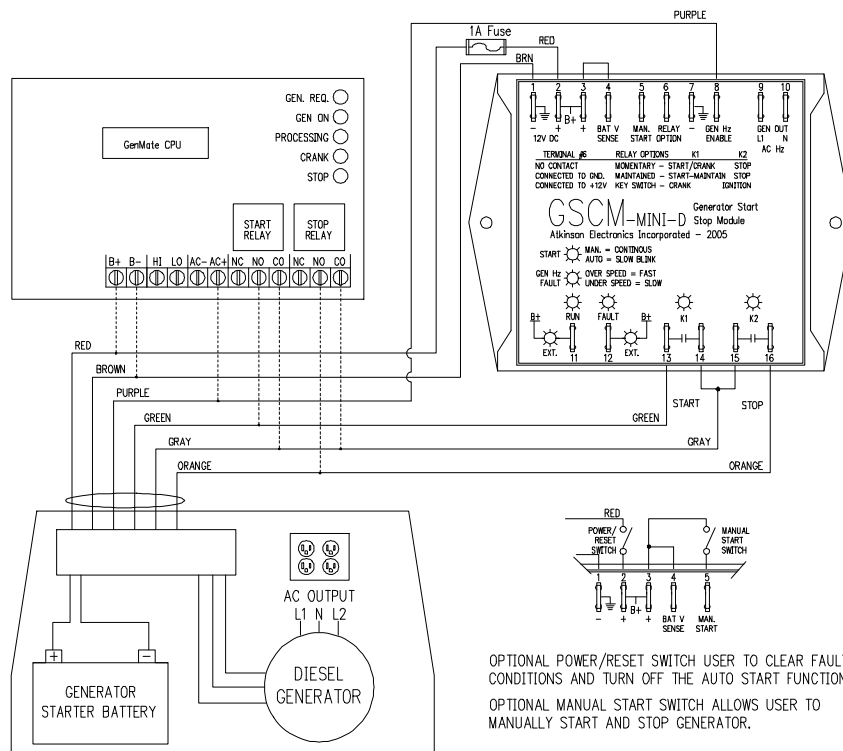 PURPLE
1A Fuse
RED
BRN
GEN. REQ.
GEN ON
PROCESSING
CRANK
STOP
GenMate CPU
START RELAY
STOP RELAY
B+ B- HI LO AC- AC+ NC NO CO NC NO CO
1 2 3 4 5 6 7 8 9 10
- + + BAT V SENSE MAN. START RELAY OPTION - GEN Hz ENABLE GEN OUT L1 N
12V DC
B+
AC Hz
TERMINAL #6 RELAY OPTIONS K1 K2
NO CONTACT MOMENTARY - START/CRANK STOP
CONNECTED TO GND. MAINTAINED - START-MAINTAIN STOP
CONNECTED TO +12V KEY SWITCH - CRANK IGNITION
GSCM-MINI-D Generator Start Stop Module
Atkinson Electronics Incorporated - 2005
START MAN. = CONTINOUS
AUTO = SLOW BLINK
GEN Hz FAULT OVER SPEED = FAST
UNDER SPEED = SLOW
B+ RUN FAULT B+ K1 K2
EXT. 11 12 EXT. 13 14 15 16
RED
BROWN
PURPLE
GREEN
GRAY
ORANGE
START
STOP
GREEN
GRAY
ORANGE
AC OUTPUT
L1 N L2
DIESEL
GENERATOR
+ -
GENERATOR
STARTER BATTERY
RED
POWER/
RESET
SWITCH
MANUAL
START
SWITCH
1 2 3 4 5
- + B+ + BAT V SENSE MAN. START
OPTIONAL POWER/RESET SWITCH USER TO CLEAR FAUL
CONDITIONS AND TURN OFF THE AUTO START FUNCTION
OPTIONAL MANUAL START SWITCH ALLOWS USER TO
MANUALLY START AND STOP GENERATOR.